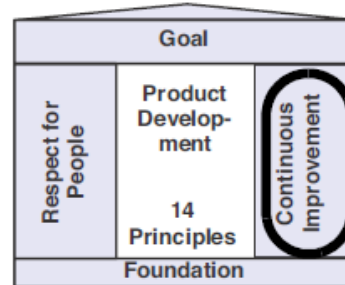 Goal
Respect for
People
Product
Develop-
ment
14
Principles
Continuous
Improvement
Foundation